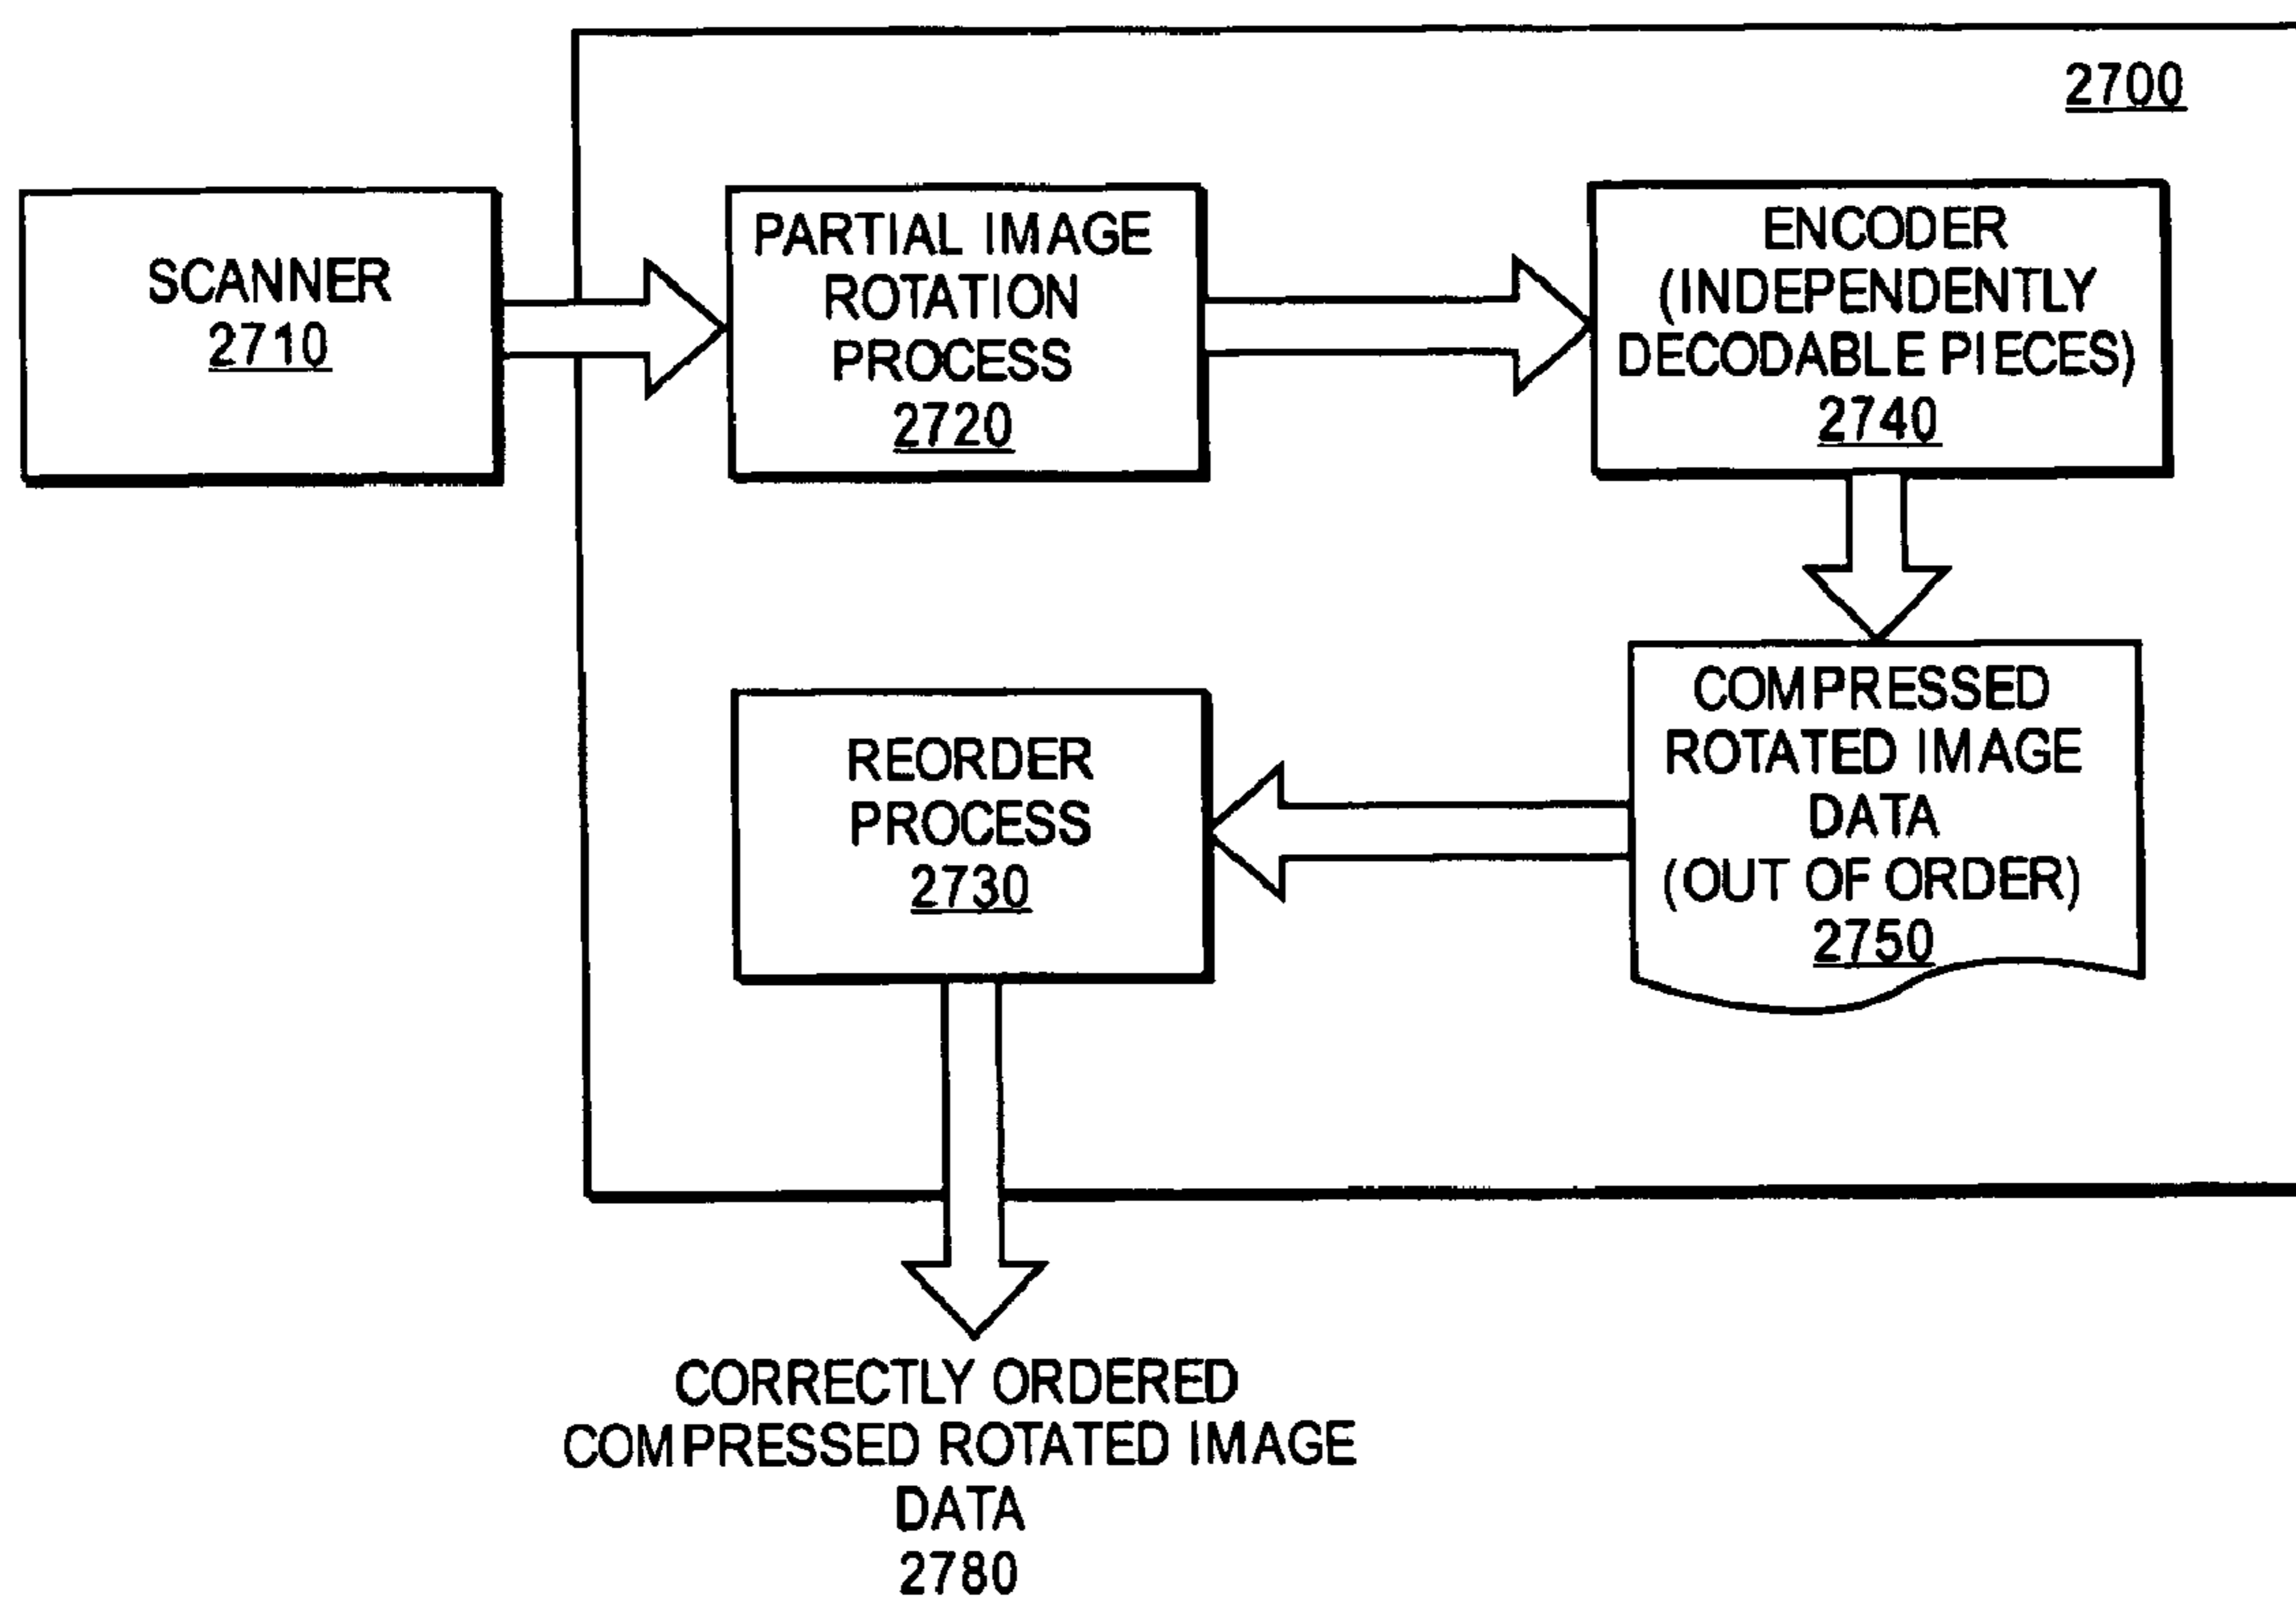 2700
SCANNER
2710
PARTIAL IMAGE
ROTATION
PROCESS
2720
ENCODER
(INDEPENDENTLY
DECODABLE PIECES)
2740
COMPRESSED
ROTATED IMAGE
DATA
(OUT OF ORDER)
2750
REORDER
PROCESS
2730
CORRECTLY ORDERED
COMPRESSED ROTATED IMAGE
DATA
2780